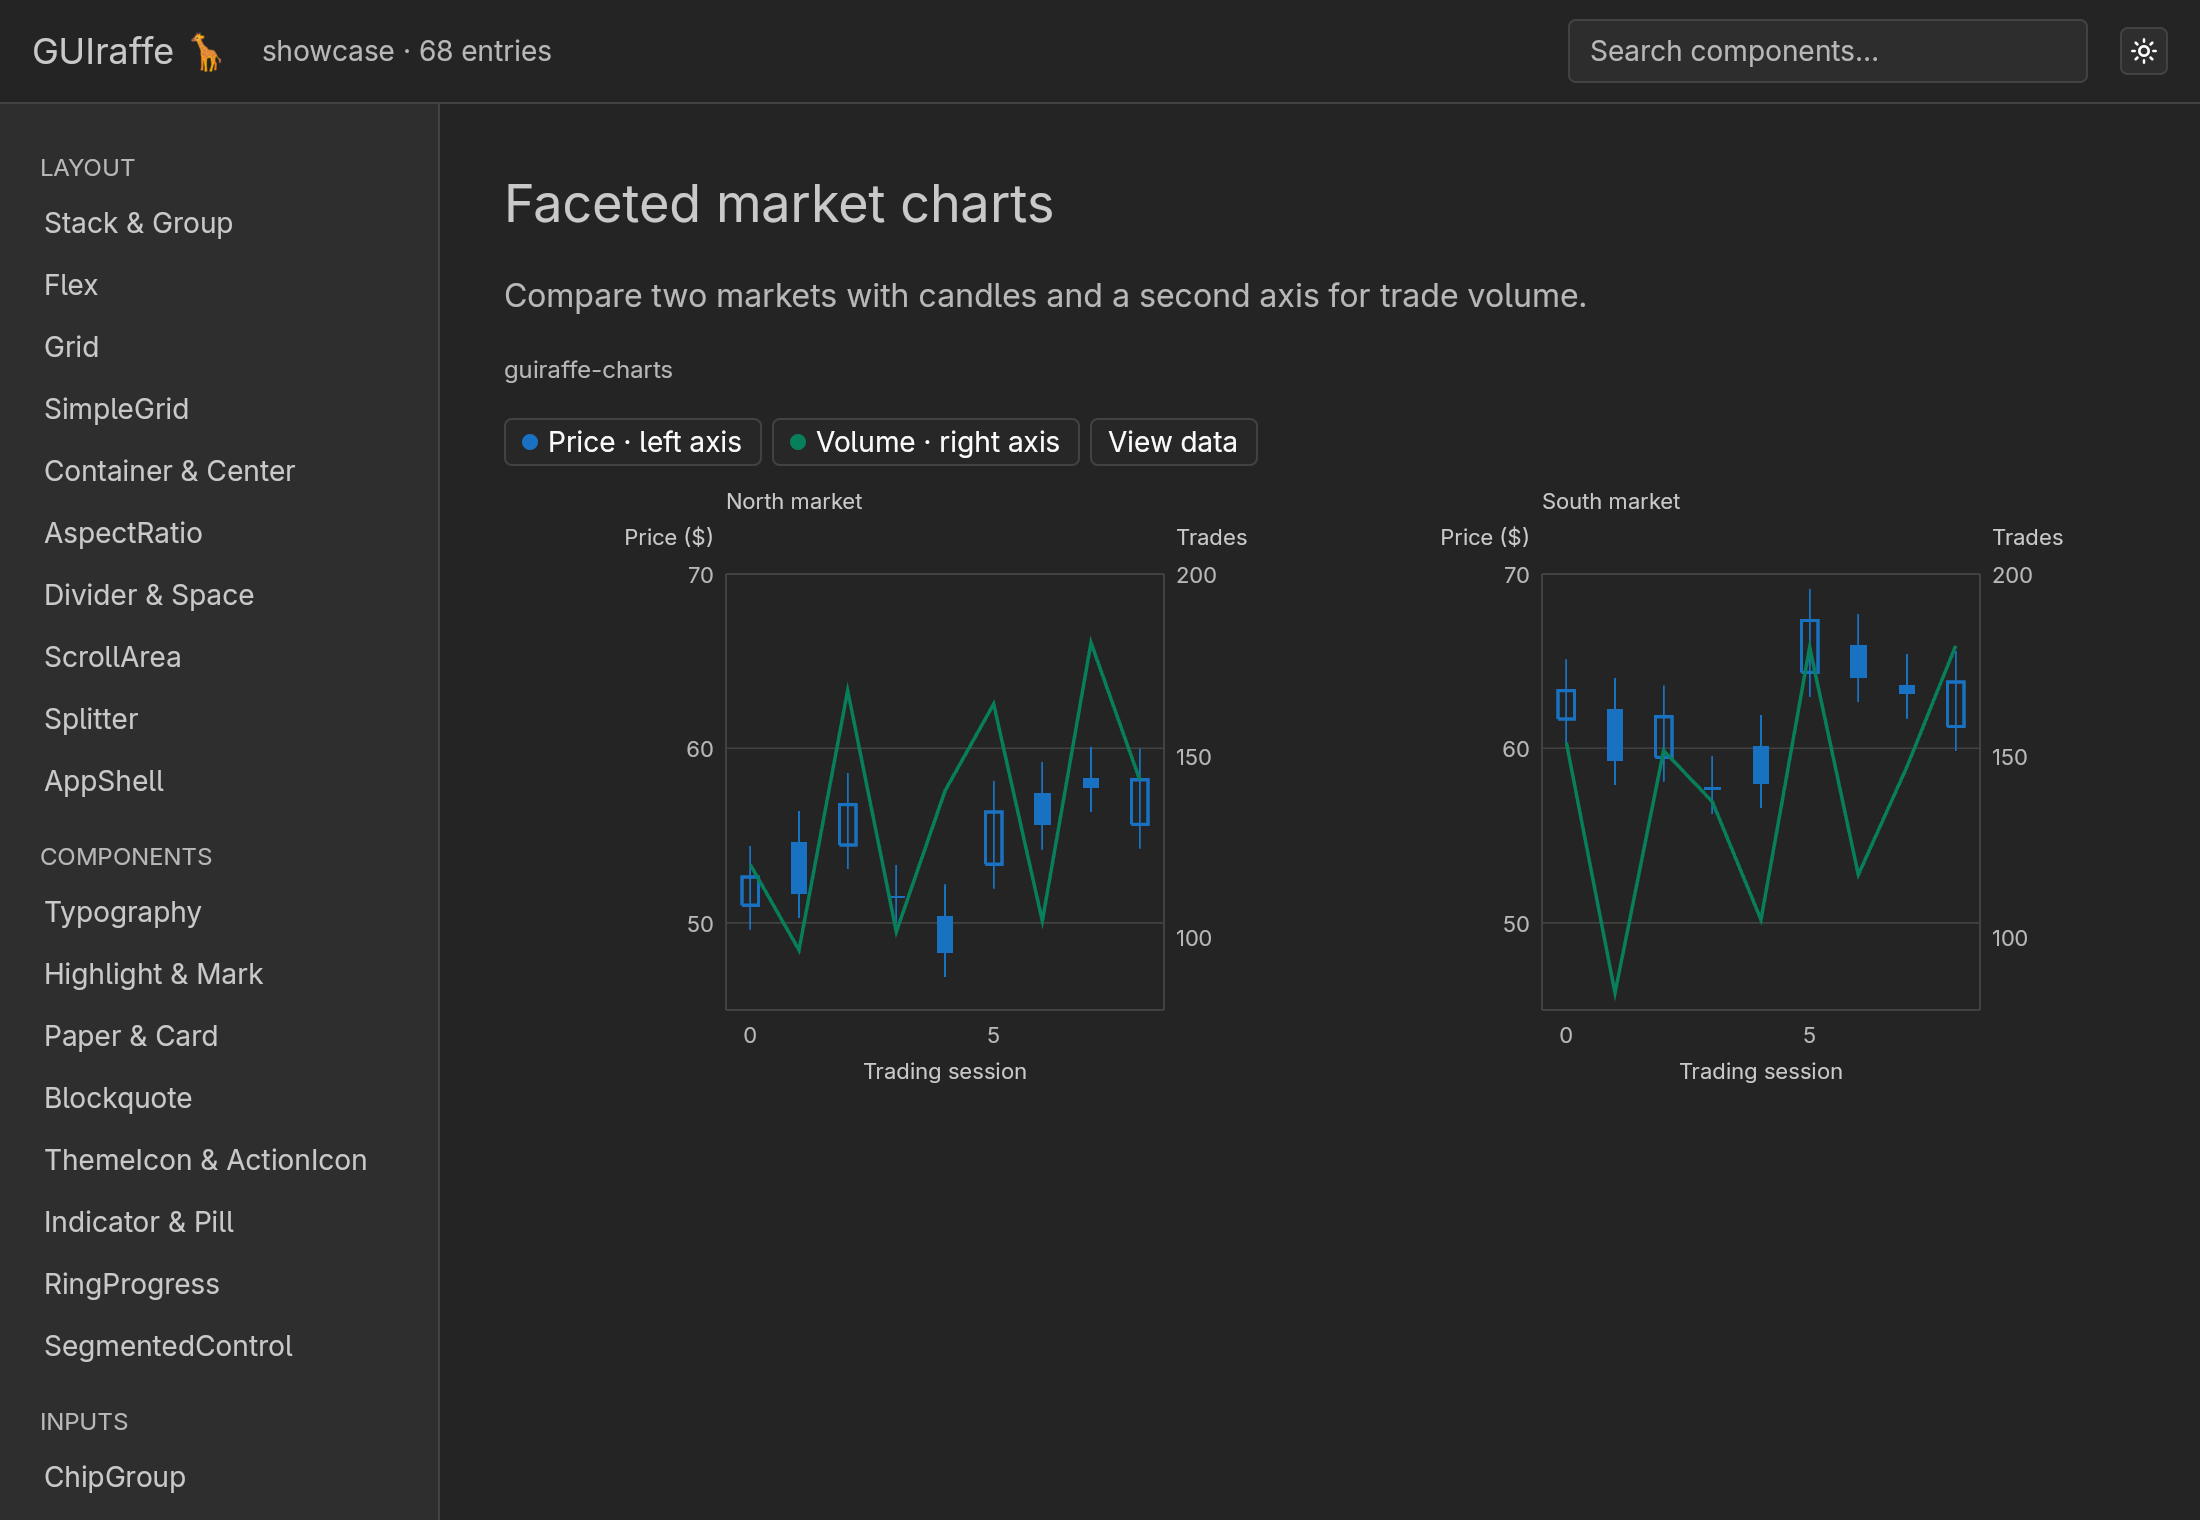 GUIraffe 🦒 showcase · 68 entries
Search components...
LAYOUT
Stack & Group
Flex
Grid
SimpleGrid
Container & Center
AspectRatio
Divider & Space
ScrollArea
Splitter
AppShell
COMPONENTS
Typography
Highlight & Mark
Paper & Card
Blockquote
ThemeIcon & ActionIcon
Indicator & Pill
RingProgress
SegmentedControl
INPUTS
ChipGroup
Faceted market charts
Compare two markets with candles and a second axis for trade volume.
guiraffe-charts
Price · left axis
Volume · right axis
View data
North market
Price ($)
Trades
70
60
50
200
150
100
0
5
Trading session
South market
Price ($)
Trades
70
60
50
200
150
100
0
5
Trading session